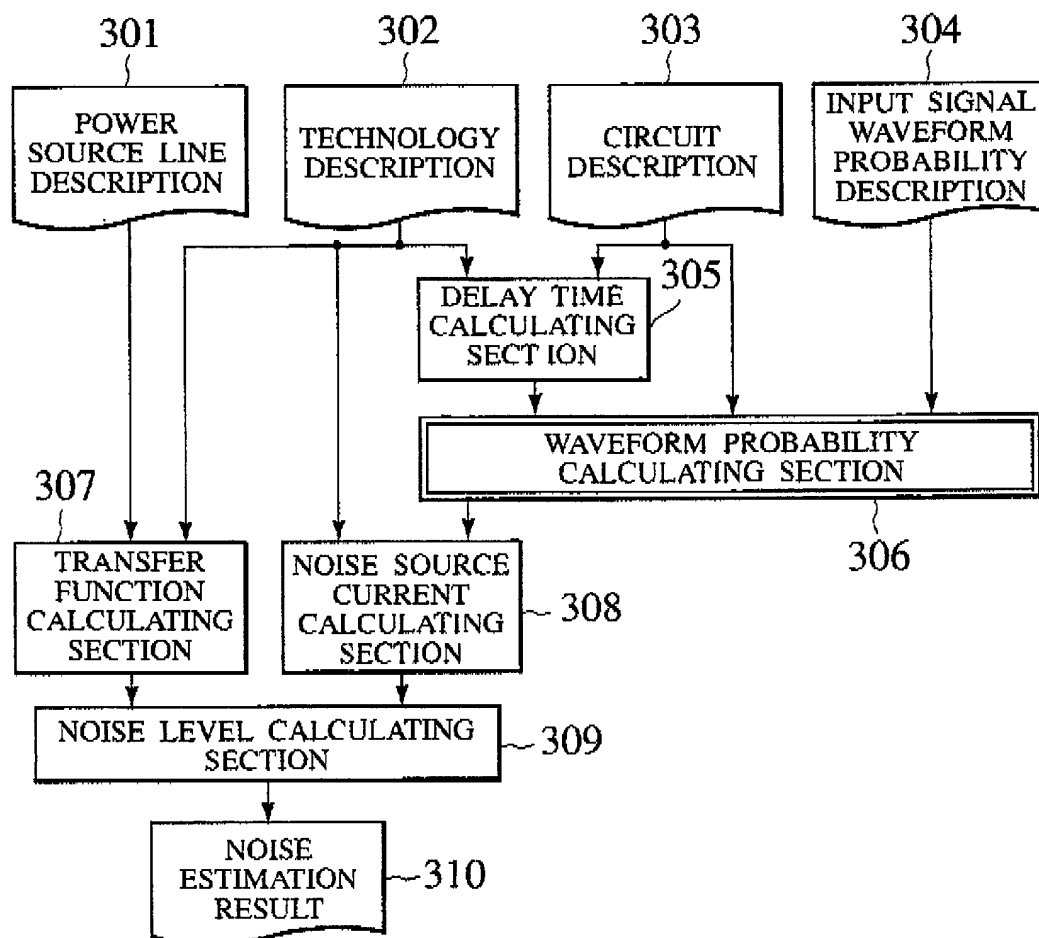 301
302
303
304
POWER
SOURCE LINE
DESCRIPTION
TECHNOLOGY
DESCRIPTION
CIRCUIT
DESCRIPTION
INPUT SIGNAL
WAVEFORM
PROBABILITY
DESCRIPTION
305
DELAY TIME
CALCULATING
SECTION
WAVEFORM PROBABILITY
CALCULATING SECTION
306
307
TRANSFER
FUNCTION
CALCULATING
SECTION
NOISE SOURCE
CURRENT
CALCULATING
SECTION
308
NOISE LEVEL CALCULATING
SECTION
309
NOISE
ESTIMATION
RESULT
310